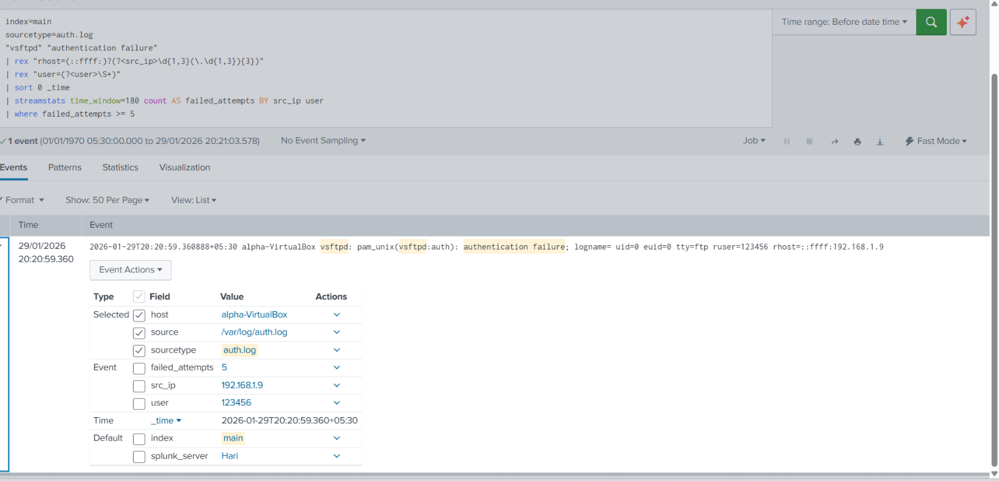 index=main
sourcetype=auth.log
"vsftpd" "authentication failure"
| rex "rhost=(::ffff:)?(?<src_ip>\d{1,3}(\.\d{1,3}){3})"
| rex "user=(?<user>\S+)"
| sort 0 _time
| streamstats time_window=180 count AS failed_attempts BY src_ip user
| where failed_attempts >= 5
Time range: Before date time
1 event (01/01/1970 05:30:00.000 to 29/01/2026 20:21:03.578) No Event Sampling Job Fast Mode
Events Patterns Statistics Visualization
Format Show: 50 Per Page View: List
Time Event
29/01/2026
20:20:59.360
2026-01-29T20:20:59.360888+05:30 alpha-VirtualBox vsftpd: pam_unix(vsftpd:auth): authentication failure; logname= uid=0 euid=0 tty=ftp ruser=123456 rhost=::ffff:192.168.1.9
Event Actions
Type Field Value Actions
Selected host alpha-VirtualBox
source /var/log/auth.log
sourcetype auth.log
Event failed_attempts 5
src_ip 192.168.1.9
user 123456
Time _time 2026-01-29T20:20:59.360+05:30
Default index main
splunk_server Hari